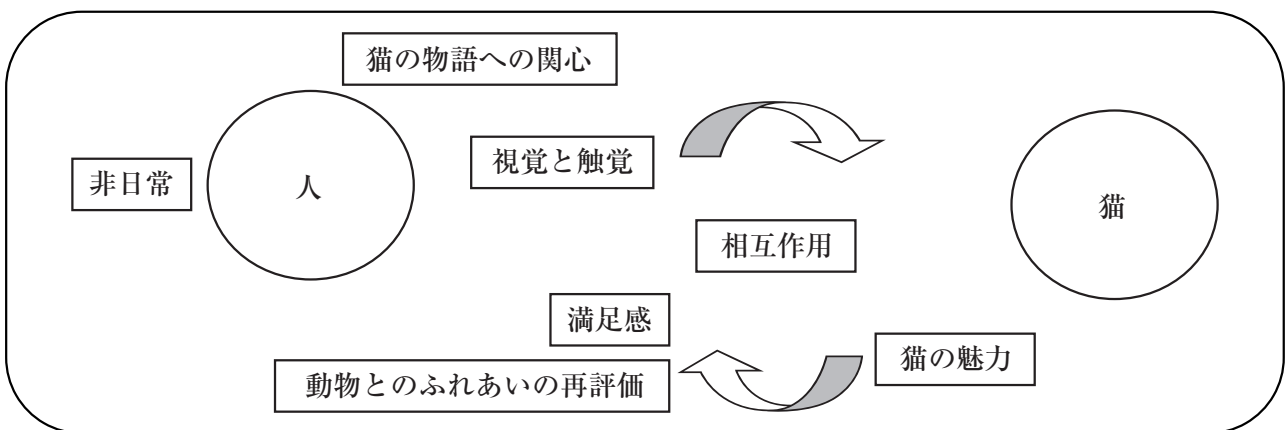 猫の物語への関心
視覚と触覚
非日常
人
猫
相互作用
満足感
猫の魅力
動物とのふれあいの再評価